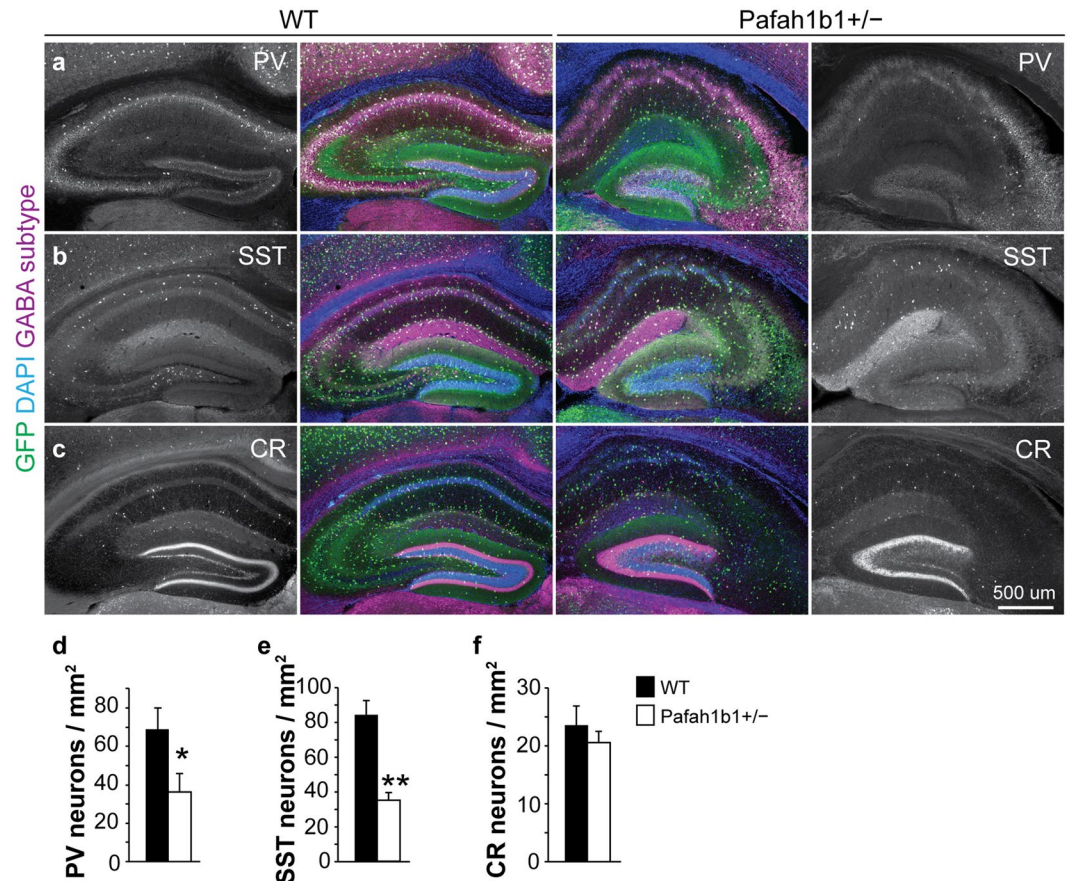 WT
Pafah1b1+/−
a
PV
PV
b
SST
SST
c
CR
CR
500 um
GFP DAPI GABA subtype
d
PV neurons / mm²
80
60
40
20
0
*
e
SST neurons / mm²
100
80
60
40
20
0
**
f
CR neurons / mm²
30
20
10
0
WT
Pafah1b1+/−